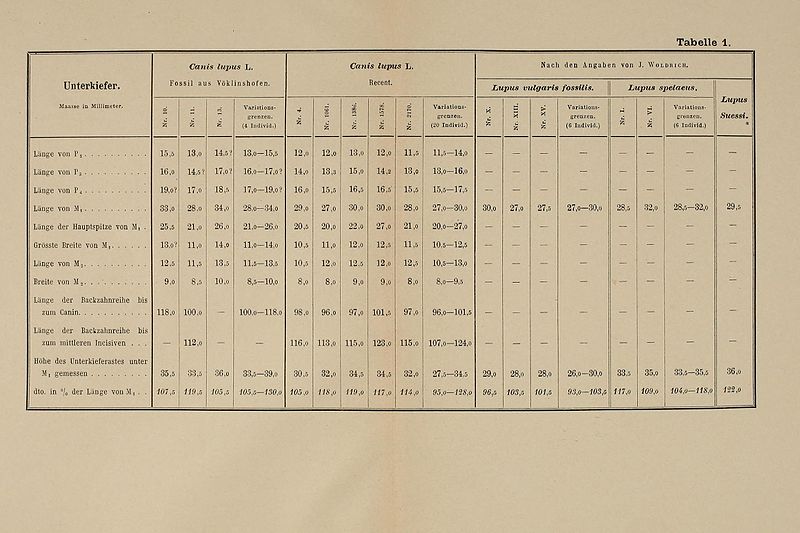 Tabelle 1.
Unterkiefer.
Maasse in Millimeter.
Canis lupus L.
Fossil aus Vöklinshofen.
Nr. 10. Nr. 11. Nr. 13. Variations-grenzen. (4 Individ.)
Canis lupus L.
Recent.
Nr. 4. Nr. 1061. Nr. 1386. Nr. 1578. Nr. 2170. Variations-grenzen. (20 Individ.)
Nach den Angaben von J. Woldrich.
Lupus vulgaris fossilis.
Nr. X. Nr. XIII. Nr. XV. Variations-grenzen. (6 Individ.)
Lupus spelaeus.
Nr. I. Nr. VI. Variations-grenzen. (6 Individ.)
Lupus Suessi.
Länge von P₂ 15,5 13,0 14,5? 13,0—15,5 12,0 12,0 13,0 12,0 11,5 11,5—14,0 — — — — — — — —
Länge von P₃ 16,0 14,5? 17,0? 16,0—17,0? 14,0 13,5 15,0 14,2 13,0 13,0—16,0 — — — — — — — —
Länge von P₄ 19,0? 17,0 18,5 17,0—19,0? 16,0 15,5 16,5 16,5 15,5 15,5—17,5 — — — — — — — —
Länge von M₁ 33,0 28,0 34,0 28,0—34,0 29,0 27,0 30,0 30,0 28,0 27,0—30,0 30,0 27,0 27,5 27,0—30,0 28,5 32,0 28,5—32,0 29,5
Länge der Hauptspitze von M₁ 25,5 21,0 26,0 21,0—26,0 20,5 20,0 22,0 27,0 21,0 20,0—27,0 — — — — — — — —
Grösste Breite von M₁ 13,0? 11,0 14,0 11,0—14,0 10,5 11,0 12,0 12,5 11,5 10,5—12,5 — — — — — — — —
Länge von M₂ 12,5 11,5 13,5 11,5—13,5 10,5 12,0 12,5 12,0 12,5 10,5—13,0 — — — — — — — —
Breite von M₂ 9,0 8,5 10,0 8,5—10,0 8,0 8,0 9,0 9,0 8,0 8,0—9,5 — — — — — — — —
Länge der Backzahnreihe bis
zum Canin 118,0 100,0 — 100,0—118,0 98,0 96,0 97,0 101,5 97,0 96,0—101,5 — — — — — — — —
Länge der Backzahnreihe bis
zum mittleren Incisiven — 112,0 — — 116,0 113,0 115,0 123,0 115,0 107,0—124,0 — — — — — — — —
Höhe des Unterkieferastes unter
M₁ gemessen 35,5 33,5 36,0 33,5—39,0 30,5 32,0 34,5 34,5 32,0 27,5—34,5 29,0 28,0 28,0 26,0—30,0 33,5 35,0 33,5—35,5 36,0
dto. in % der Länge von M₁ 107,5 119,5 105,5 105,5—130,0 105,0 118,0 119,0 117,0 114,0 95,0—128,0 96,5 103,5 101,5 93,0—103,5 117,0 109,0 104,0—118,0 122,0